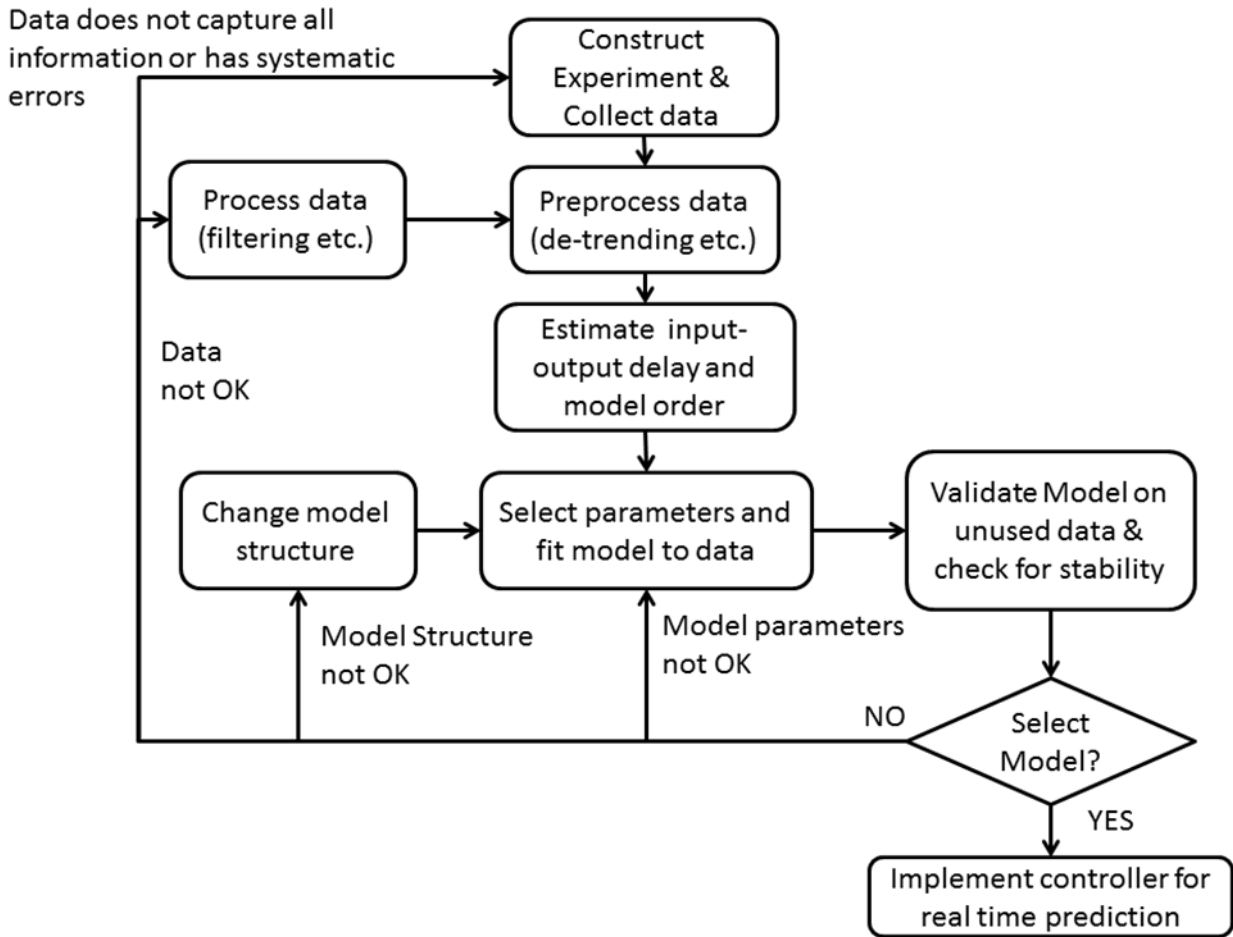 Data does not capture all
information or has systematic
errors
Construct
Experiment &
Collect data
Process data
(filtering etc.)
Preprocess data
(de-trending etc.)
Data
not OK
Estimate input-
output delay and
model order
Change model
structure
Select parameters and
fit model to data
Validate Model on
unused data &
check for stability
Model Structure
not OK
Model parameters
not OK
NO
Select
Model?
YES
Implement controller for
real time prediction